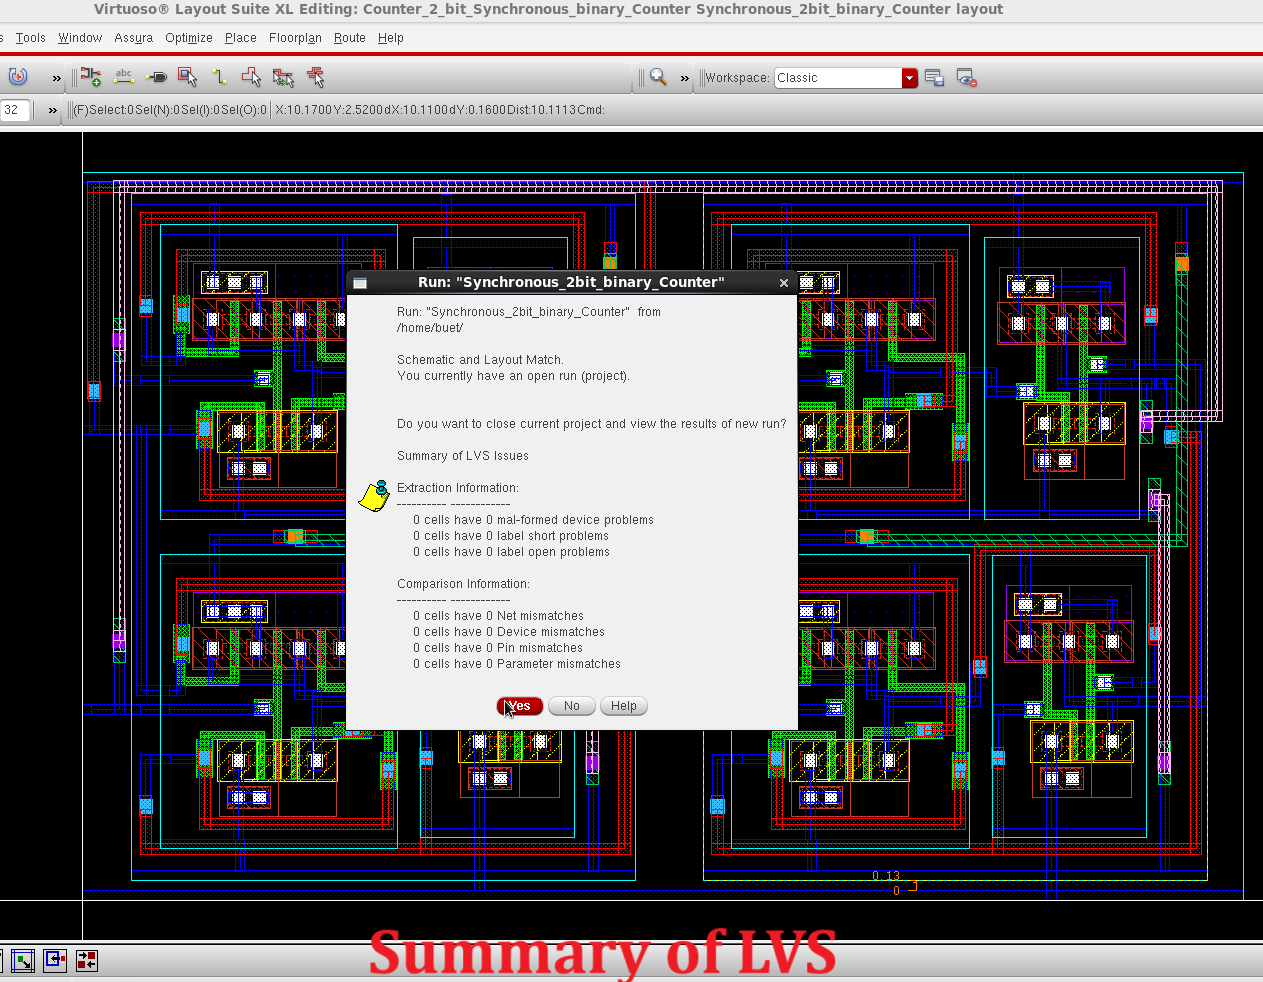 Virtuoso® Layout Suite XL Editing: Counter_2_bit_Synchronous_binary_Counter Synchronous_2bit_binary_Counter layout
s Tools Window Assura Optimize Place Floorplan Route Help
abc
» » Workspace: Classic
32 » (F)Select:0 Sel(N):0 Sel(I):0 Sel(O):0 X:10.1700 Y:2.5200 dX:10.1100 dY:0.1600 Dist:10.1113 Cmd:
Run: "Synchronous_2bit_binary_Counter"
Run: "Synchronous_2bit_binary_Counter" from
/home/buet/
Schematic and Layout Match.
You currently have an open run (project).
Do you want to close current project and view the results of new run?
Summary of LVS Issues
Extraction Information:
---------- ------------
0 cells have 0 mal-formed device problems
0 cells have 0 label short problems
0 cells have 0 label open problems
Comparison Information:
---------- ------------
0 cells have 0 Net mismatches
0 cells have 0 Device mismatches
0 cells have 0 Pin mismatches
0 cells have 0 Parameter mismatches
Yes No Help
0.13
0
Summary of LVS